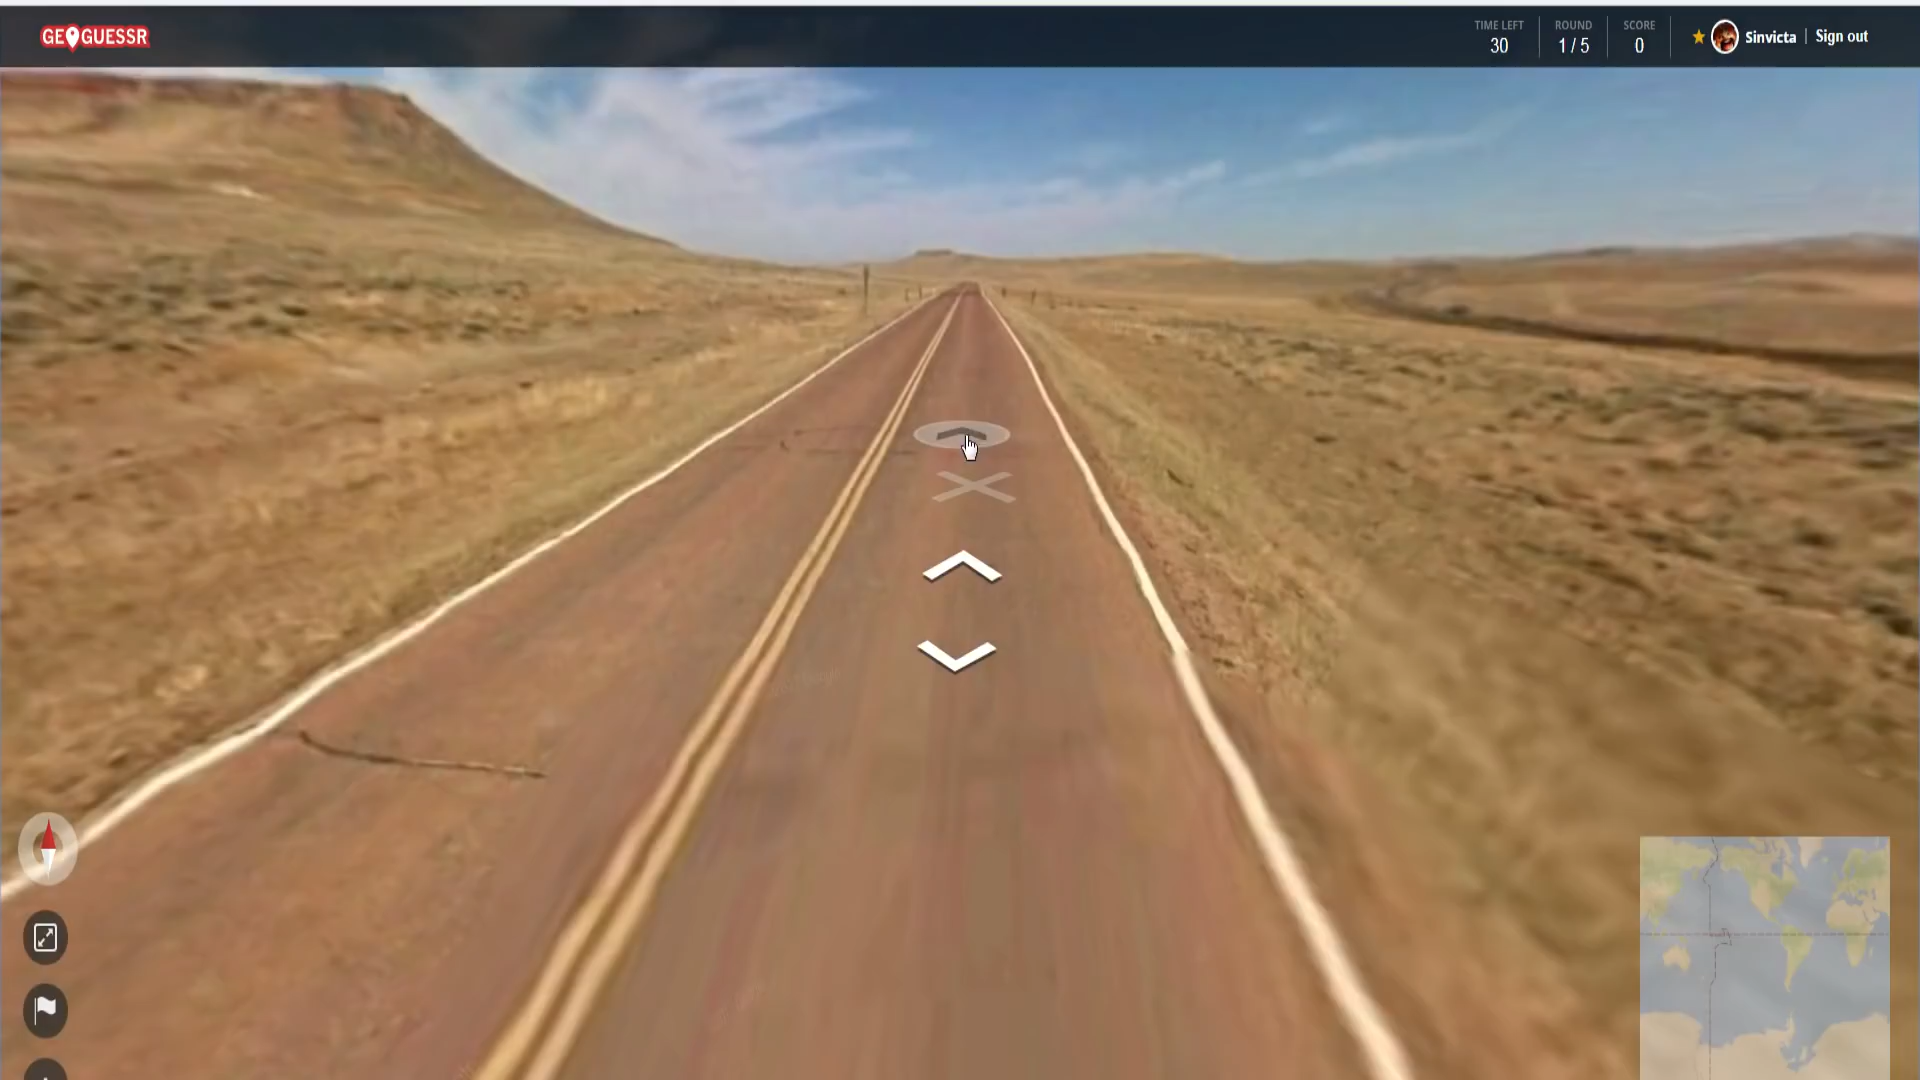 GEOGUESSR
TIME LEFT
30
ROUND
1 / 5
SCORE
0
Sinvicta | Sign out